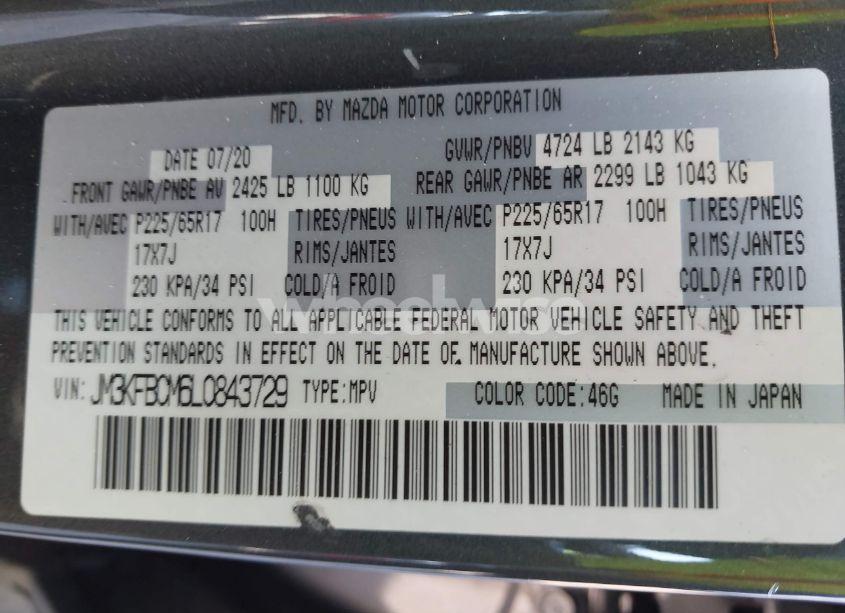 MFD. BY MAZDA MOTOR CORPORATION
DATE 07/20 GVWR/PNBV 4724 LB 2143 KG
FRONT GAWR/PNBE AV 2425 LB 1100 KG REAR GAWR/PNBE AR 2299 LB 1043 KG
WITH/AVEC P225/65R17 100H TIRES/PNEUS WITH/AVEC P225/65R17 100H TIRES/PNEUS
17X7J RIMS/JANTES 17X7J RIMS/JANTES
230 KPA/34 PSI COLD/A FROID 230 KPA/34 PSI COLD/A FROID
wheelwise
THIS VEHICLE CONFORMS TO ALL APPLICABLE FEDERAL MOTOR VEHICLE SAFETY AND THEFT
PREVENTION STANDARDS IN EFFECT ON THE DATE OF MANUFACTURE SHOWN ABOVE.
VIN: JM3KFBCM6L0843729 TYPE:MPV COLOR CODE:46G MADE IN JAPAN